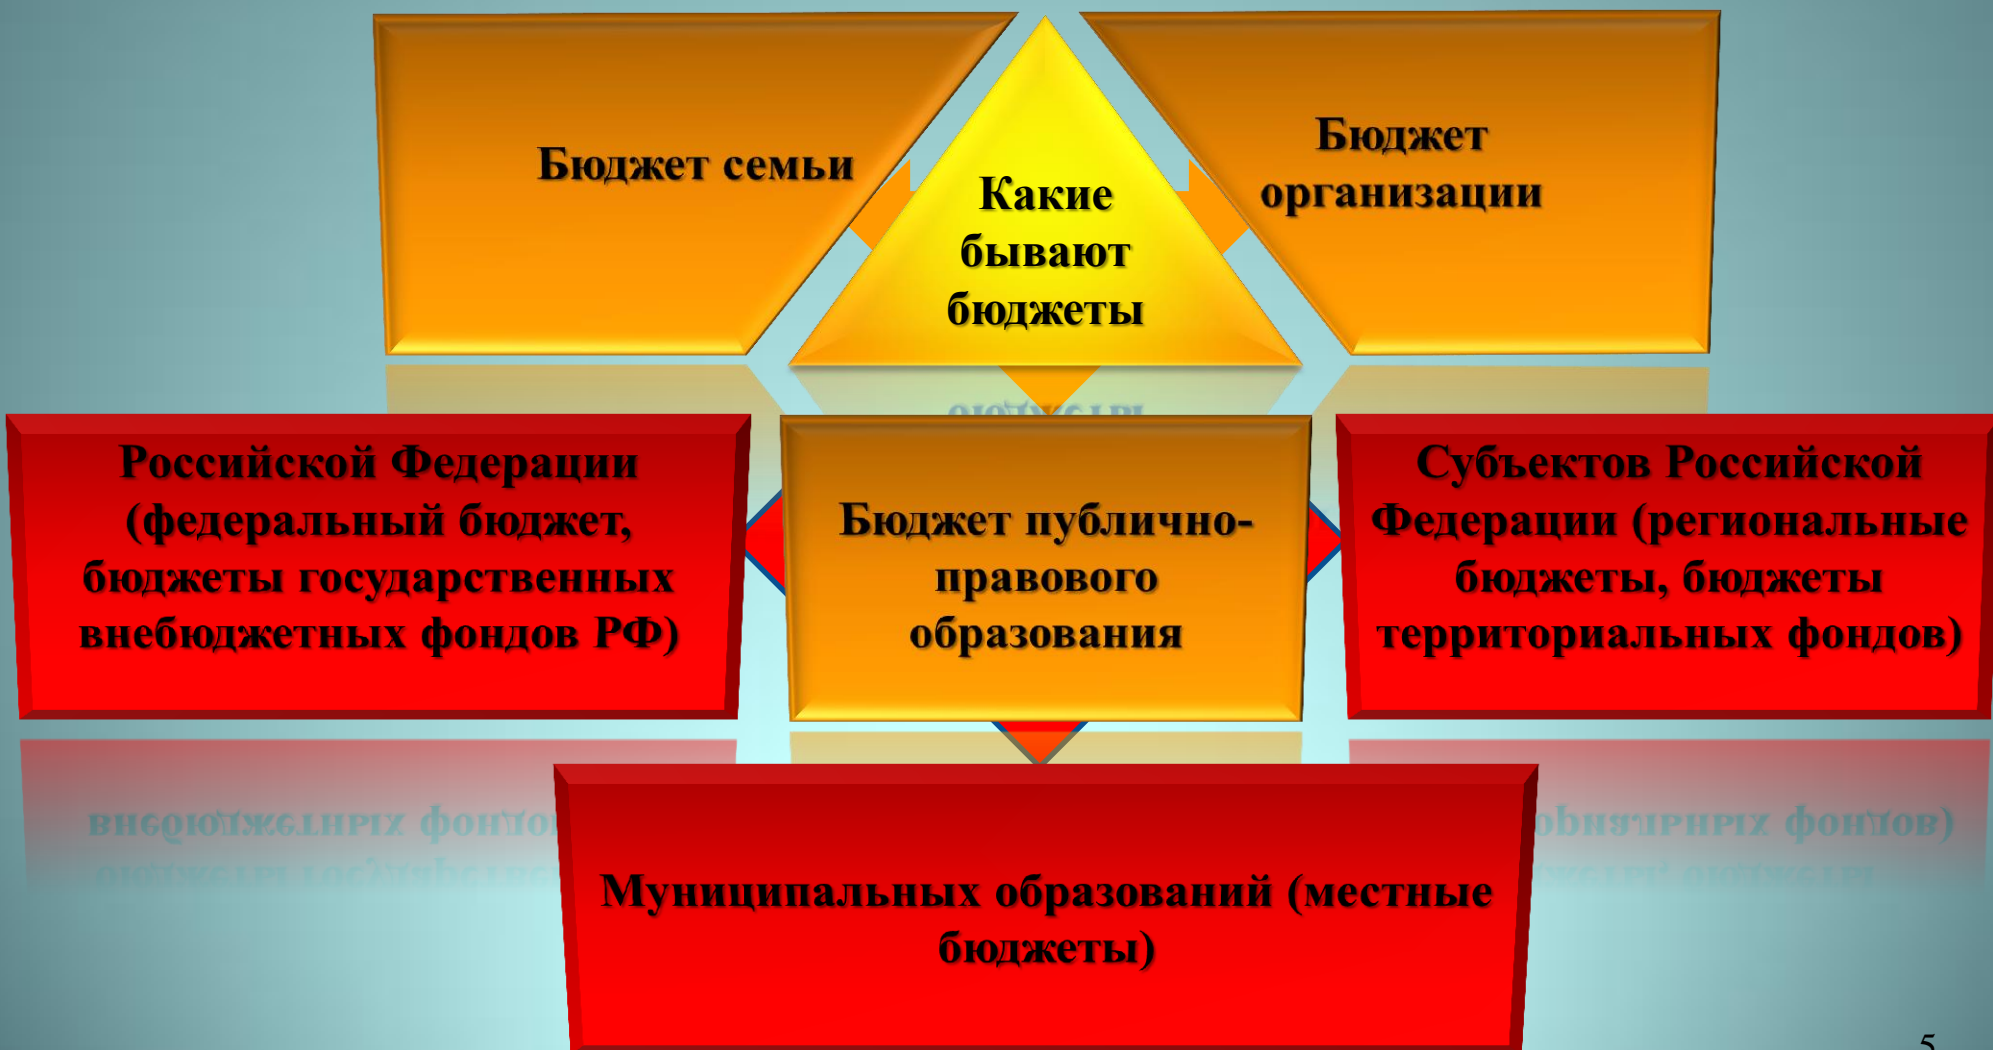 Бюджет семьи
Какие
бывают
бюджеты
Бюджет
организации
Российской Федерации
(федеральный бюджет,
бюджеты государственных
внебюджетных фондов РФ)
Бюджет публично-
правового
образования
Субъектов Российской
Федерации (региональные
бюджеты, бюджеты
территориальных фондов)
Муниципальных образований (местные
бюджеты)
5